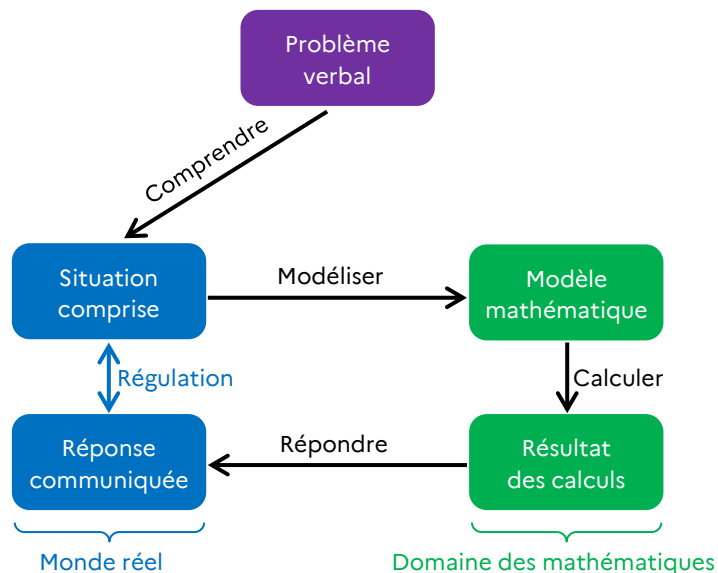 Problème
verbal
Comprendre
Situation
comprise
Modéliser
Modèle
mathématique
Régulation
Calculer
Réponse
communiquée
Répondre
Résultat
des calculs
Monde réel
Domaine des mathématiques